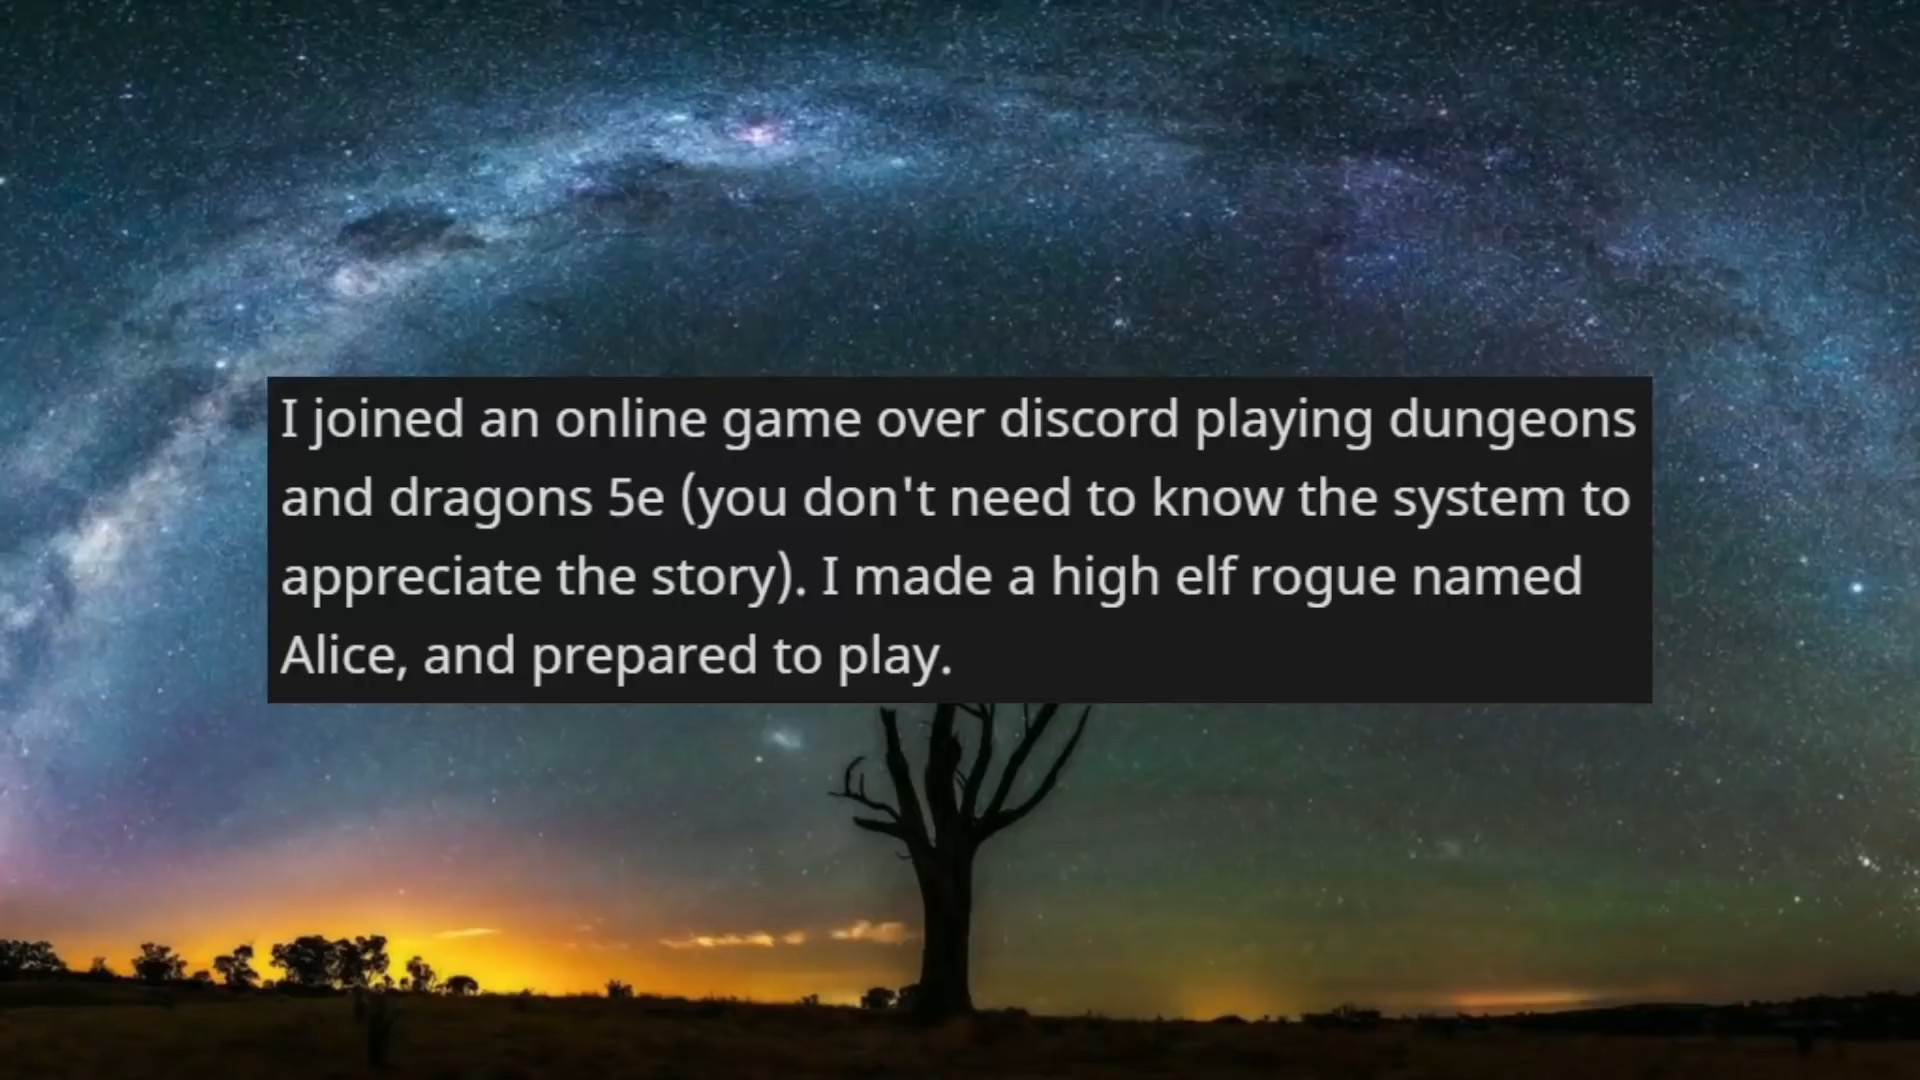 I joined an online game over discord playing dungeons
and dragons 5e (you don't need to know the system to
appreciate the story). I made a high elf rogue named
Alice, and prepared to play.